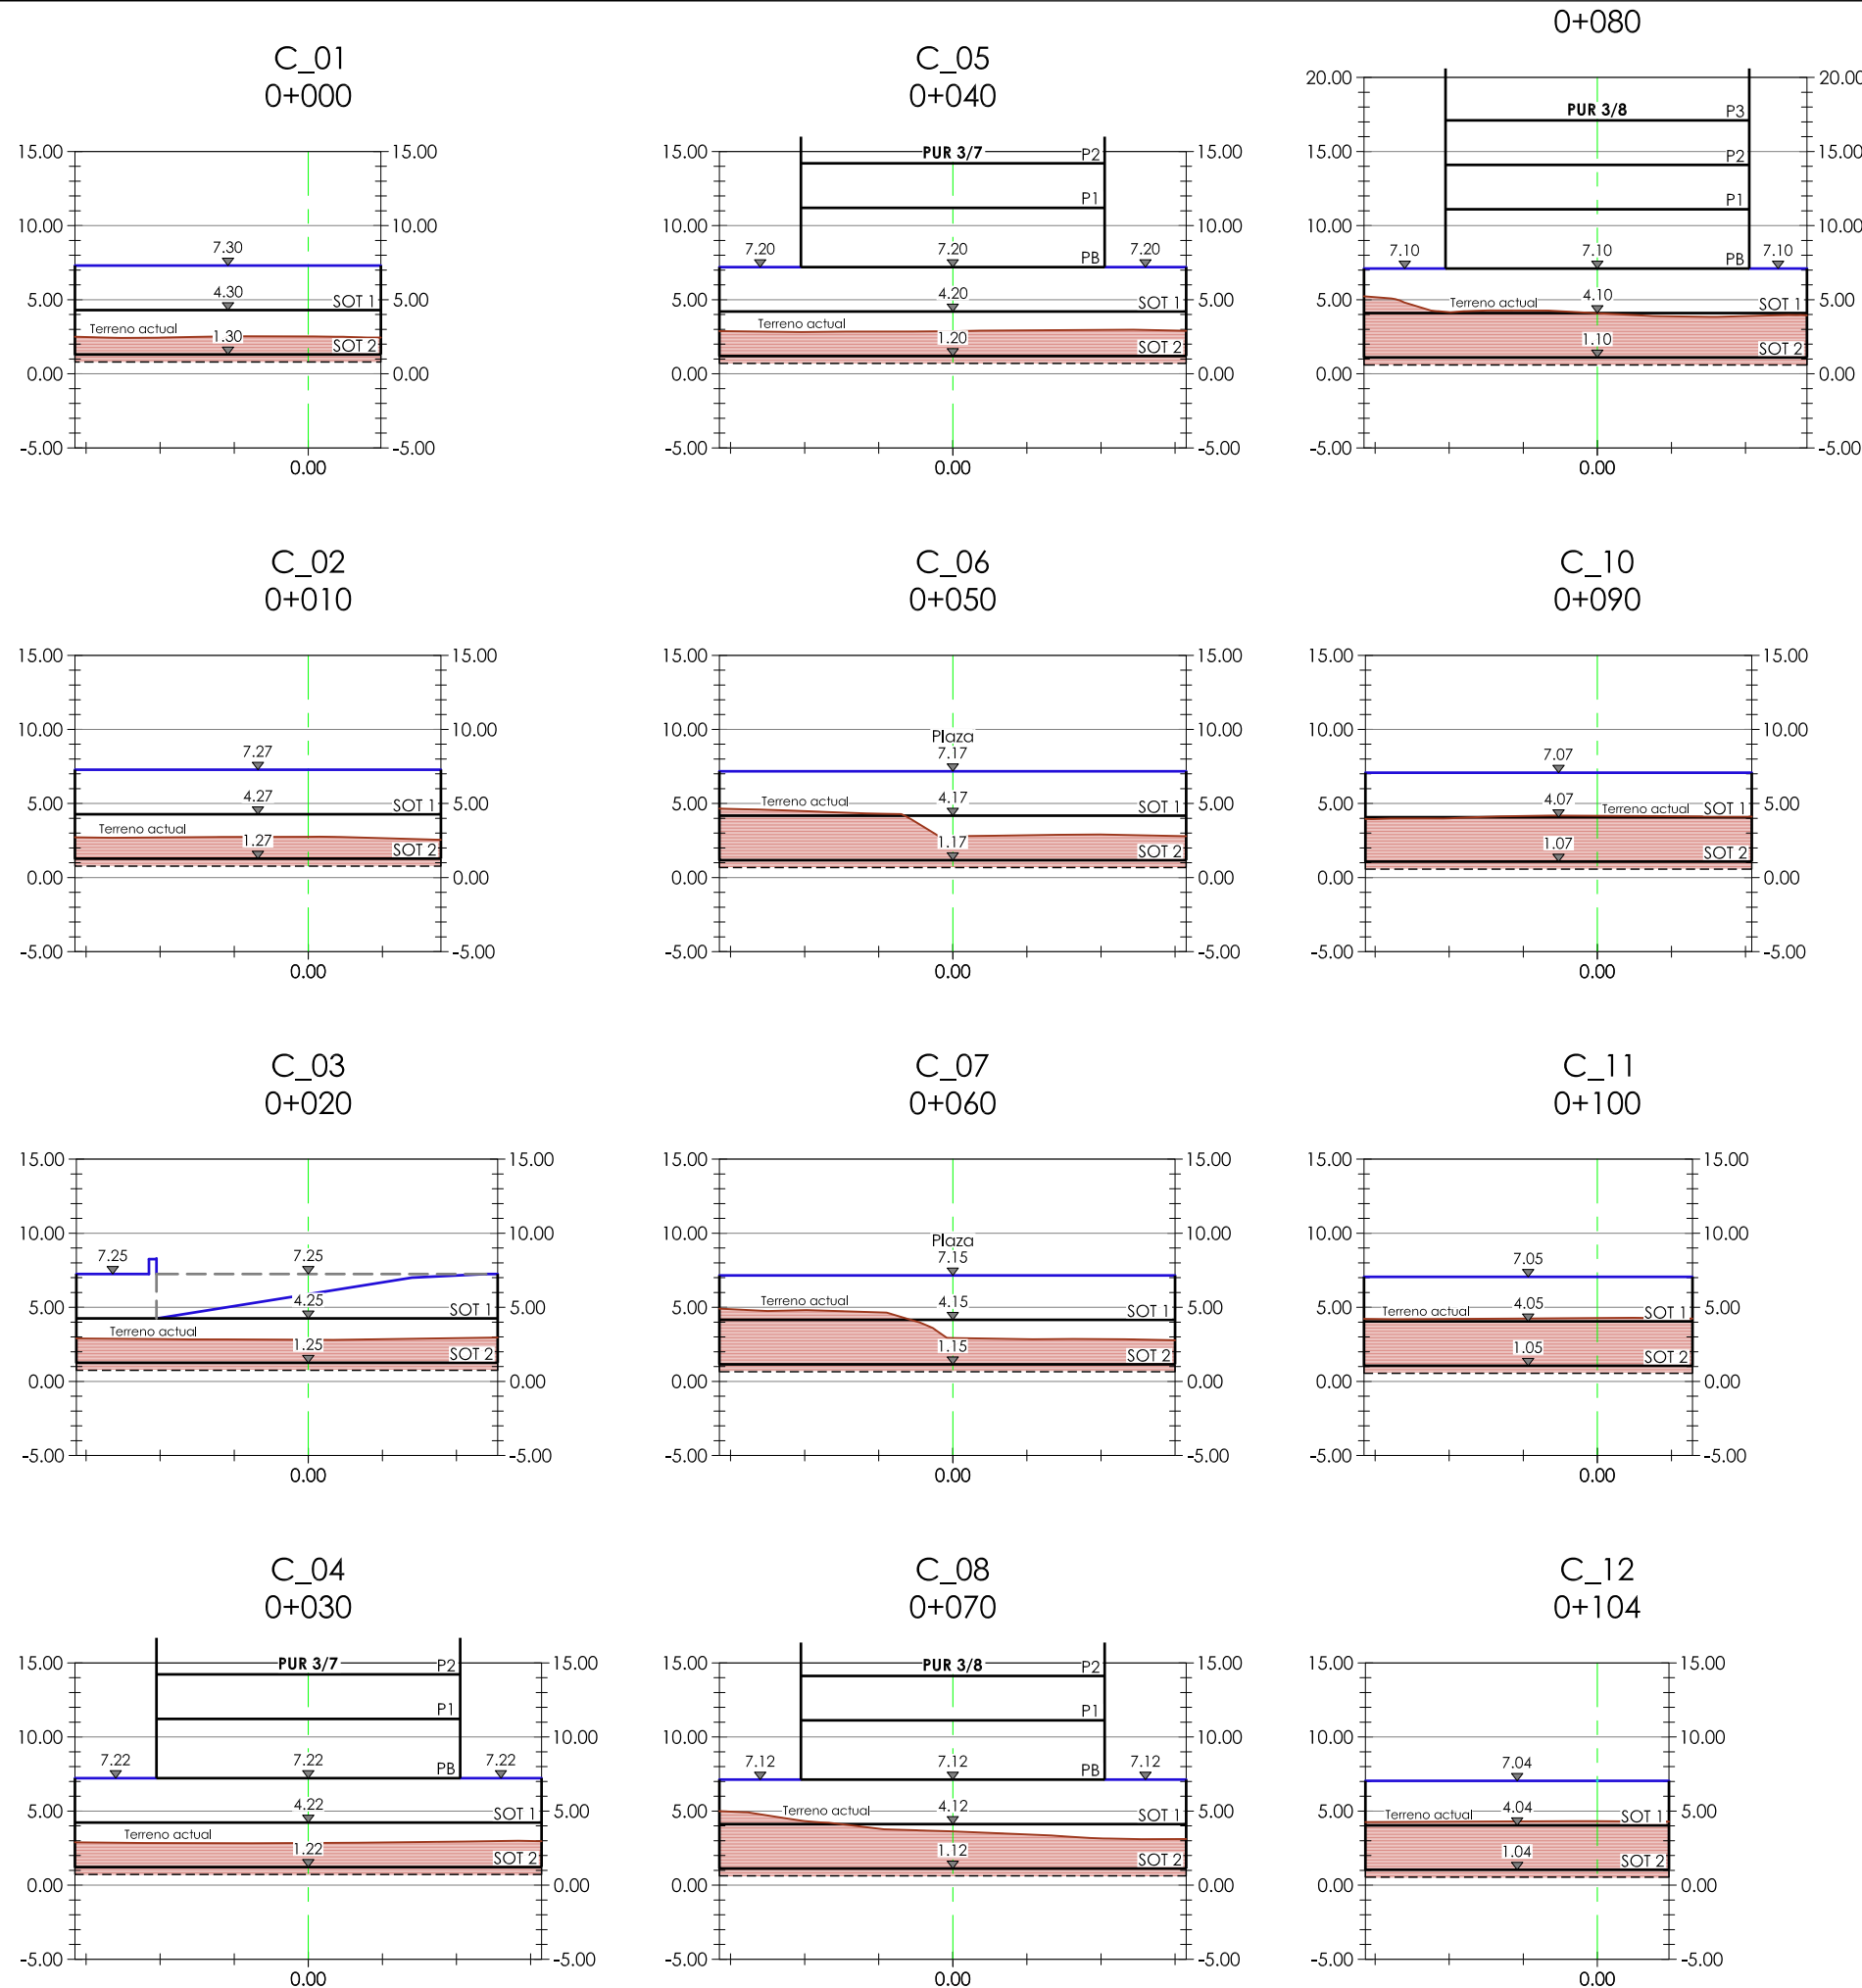 C_01
0+000
15.00 15.00
7.30
10.00 10.00
4.30 SOT 1
5.00 5.00
Terreno actual
1.30 SOT 2
0.00 0.00
-5.00 -5.00
0.00
C_05
0+040
15.00 PUR 3/7 P2 15.00
P1
10.00 10.00
7.20 7.20 PB 7.20
4.20 SOT 1
5.00 5.00
Terreno actual
1.20 SOT 2
0.00 0.00
-5.00 -5.00
0.00
0+080
20.00 20.00
PUR 3/8 P3
15.00 P2 15.00
P1
10.00 10.00
7.10 7.10 PB 7.10
5.00 Terreno actual 4.10 SOT 1 5.00
1.10 SOT 2
0.00 0.00
-5.00 -5.00
0.00
C_02
0+010
15.00 15.00
10.00 10.00
7.27
5.00 4.27 SOT 1 5.00
Terreno actual
1.27 SOT 2
0.00 0.00
-5.00 -5.00
0.00
C_06
0+050
15.00 15.00
10.00 10.00
Plaza
7.17
5.00 Terreno actual 4.17 SOT 1 5.00
1.17 SOT 2
0.00 0.00
-5.00 -5.00
0.00
C_10
0+090
15.00 15.00
10.00 10.00
7.07
5.00 4.07 Terreno actual SOT 1 5.00
1.07 SOT 2
0.00 0.00
-5.00 -5.00
0.00
C_03
0+020
15.00 15.00
10.00 10.00
7.25 7.25
5.00 4.25 SOT 1 5.00
Terreno actual
1.25 SOT 2
0.00 0.00
-5.00 -5.00
0.00
C_07
0+060
15.00 15.00
10.00 10.00
Plaza
7.15
5.00 Terreno actual 4.15 SOT 1 5.00
1.15 SOT 2
0.00 0.00
-5.00 -5.00
0.00
C_11
0+100
15.00 15.00
10.00 10.00
7.05
5.00 Terreno actual 4.05 SOT 1 5.00
1.05 SOT 2
0.00 0.00
-5.00 -5.00
0.00
C_04
0+030
15.00 PUR 3/7 P2 15.00
P1
10.00 10.00
7.22 7.22 PB 7.22
5.00 4.22 SOT 1 5.00
Terreno actual
1.22 SOT 2
0.00 0.00
-5.00 -5.00
0.00
C_08
0+070
15.00 PUR 3/8 P2 15.00
P1
10.00 10.00
7.12 7.12 PB 7.12
5.00 Terreno actual 4.12 SOT 1 5.00
1.12 SOT 2
0.00 0.00
-5.00 -5.00
0.00
C_12
0+104
15.00 15.00
10.00 10.00
7.04
5.00 Terreno actual 4.04 SOT 1 5.00
1.04 SOT 2
0.00 0.00
-5.00 -5.00
0.00